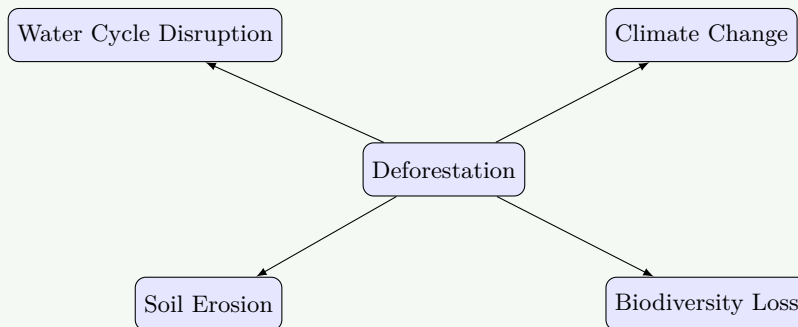 Water Cycle Disruption
Climate Change
Deforestation
Soil Erosion
Biodiversity Loss